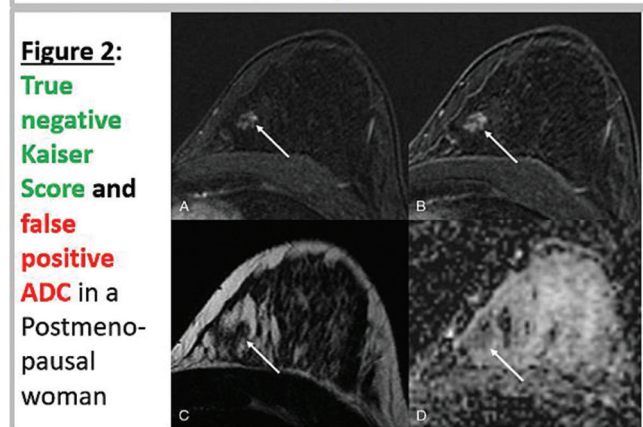 Figure 2:
True
negative
Kaiser
Score and
false
positive
ADC in a
Postmeno-
pausal
woman
A
B
C
D